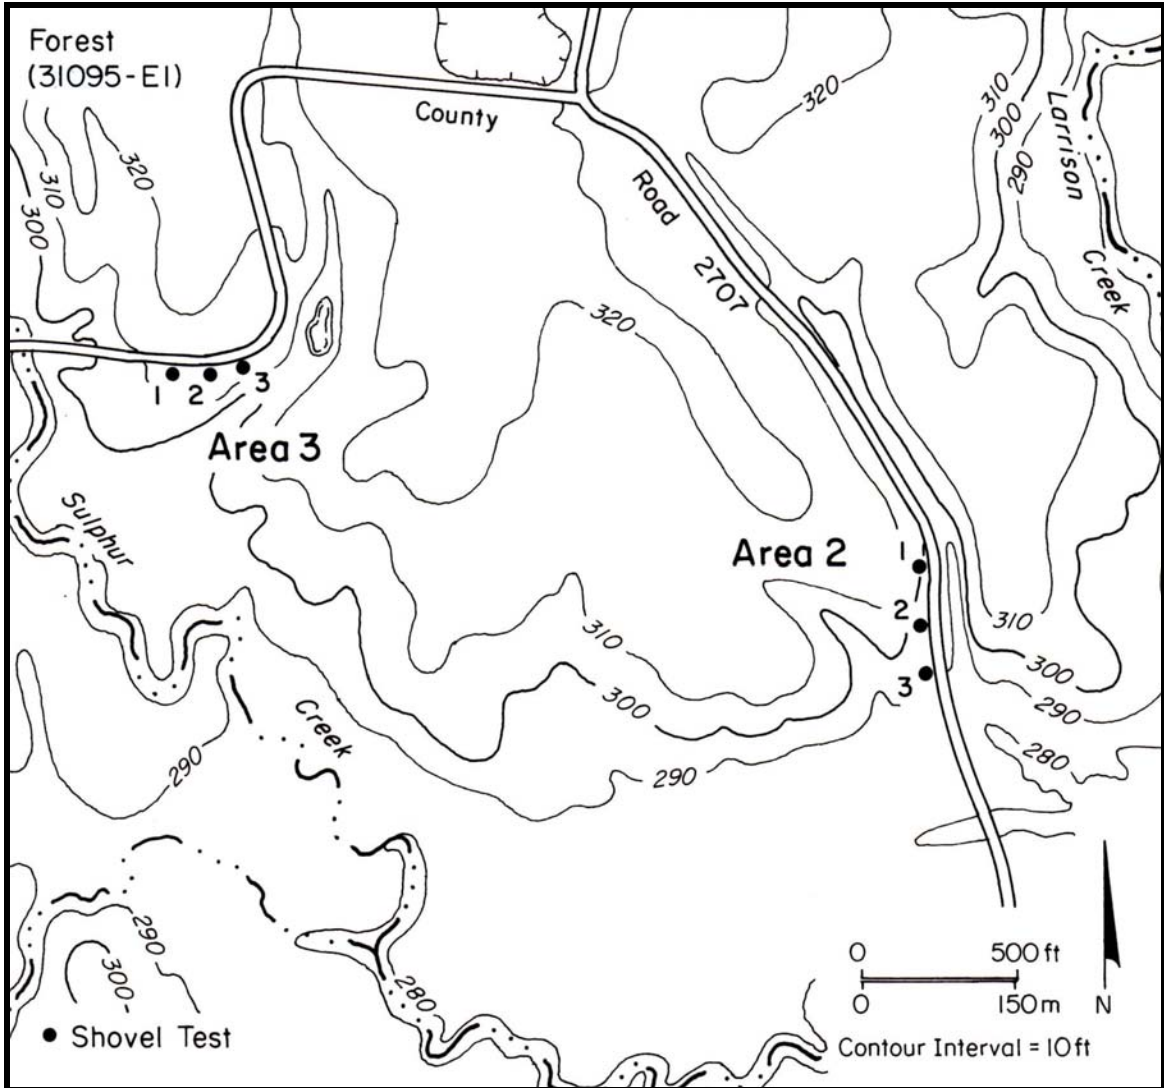 Forest
(31095-E1)
County
Road
2707
320
310
300
320
320
310
300
290
Larrison
Creek
320
1 2 3
Area 3
Sulphur
Creek
Area 2
1
2
3
310
300
290
310
300
290
280
290
290
300
280
0 500 ft
0 150 m
N
Contour Interval = 10 ft
Shovel Test